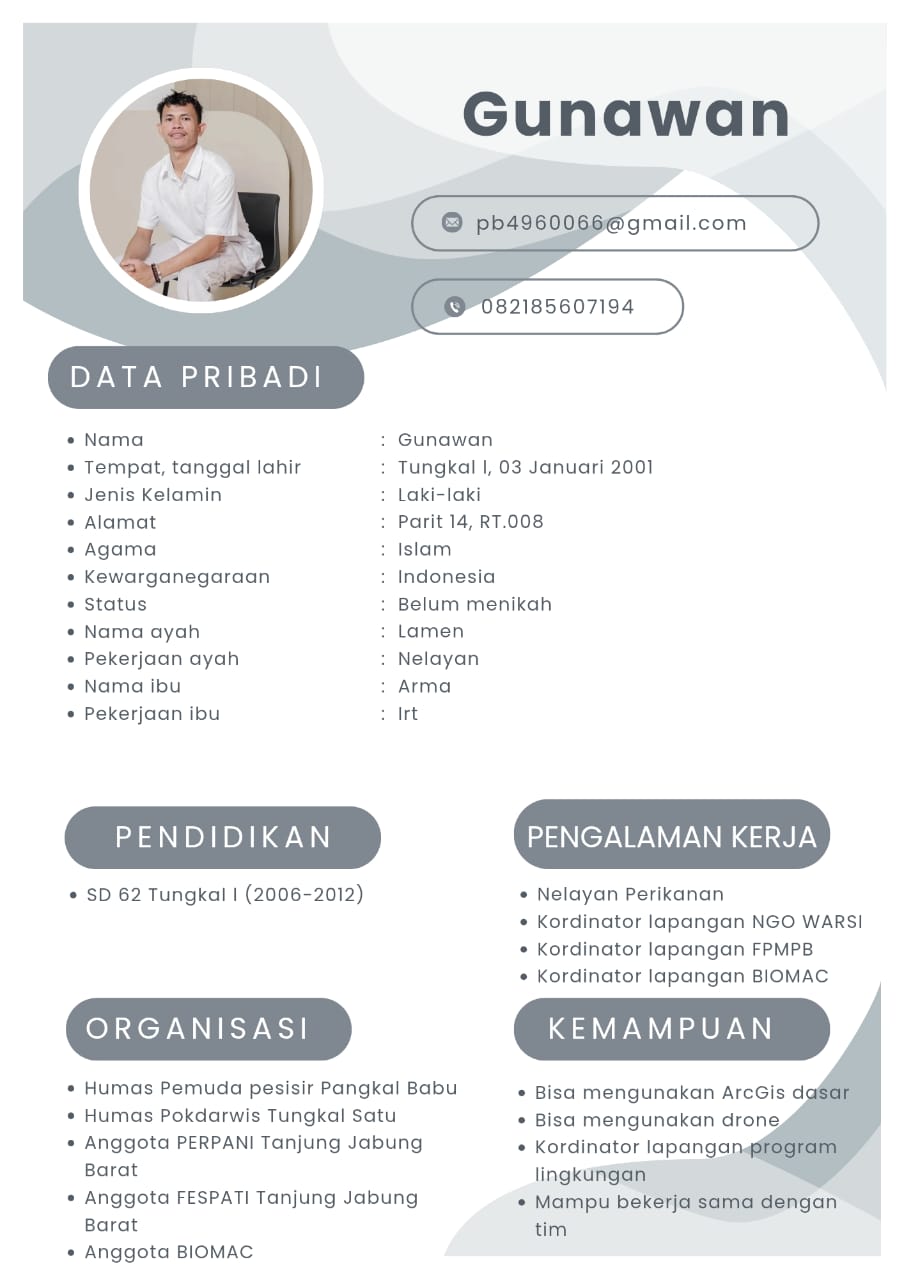 Gunawan
pb4960066@gmail.com
082185607194
DATA PRIBADI
Nama : Gunawan
Tempat, tanggal lahir : Tungkal l, 03 Januari 2001
Jenis Kelamin : Laki-laki
Alamat : Parit 14, RT.008
Agama : Islam
Kewarganegaraan : Indonesia
Status : Belum menikah
Nama ayah : Lamen
Pekerjaan ayah : Nelayan
Nama ibu : Arma
Pekerjaan ibu : Irt
PENDIDIKAN
SD 62 Tungkal I (2006-2012)
PENGALAMAN KERJA
Nelayan Perikanan
Kordinator lapangan NGO WARSI
Kordinator lapangan FPMPB
Kordinator lapangan BIOMAC
ORGANISASI
Humas Pemuda pesisir Pangkal Babu
Humas Pokdarwis Tungkal Satu
Anggota PERPANI Tanjung Jabung
Barat
Anggota FESPATI Tanjung Jabung
Barat
Anggota BIOMAC
KEMAMPUAN
Bisa mengunakan ArcGis dasar
Bisa mengunakan drone
Kordinator lapangan program
lingkungan
Mampu bekerja sama dengan
tim